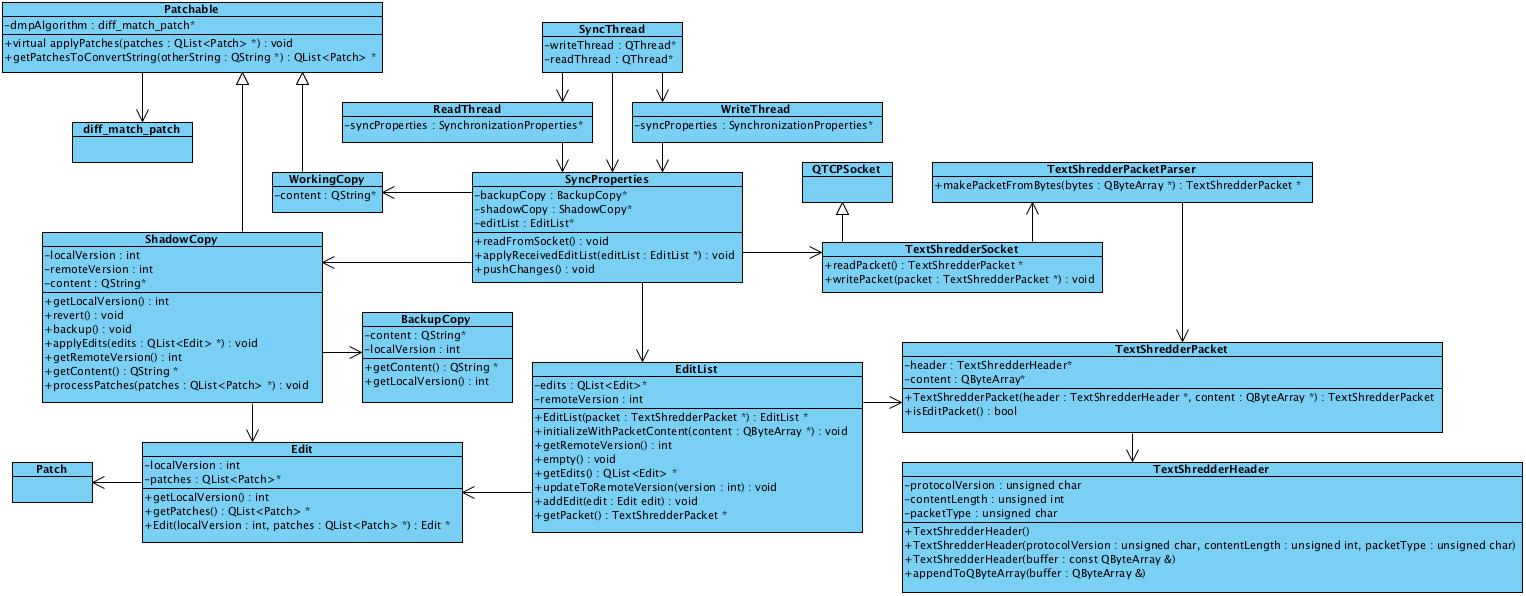 Patchable
-dmpAlgorithm : diff_match_patch*
+virtual applyPatches(patches : QList<Patch> *) : void
+getPatchesToConvertString(otherString : QString *) : QList<Patch> *
diff_match_patch
SyncThread
-writeThread : QThread*
-readThread : QThread*
ReadThread
-syncProperties : SynchronizationProperties*
WriteThread
-syncProperties : SynchronizationProperties*
WorkingCopy
-content : QString*
SyncProperties
-backupCopy : BackupCopy*
-shadowCopy : ShadowCopy*
-editList : EditList*
+readFromSocket() : void
+applyReceivedEditList(editList : EditList *) : void
+pushChanges() : void
QTCPSocket
TextShredderPacketParser
+makePacketFromBytes(bytes : QByteArray *) : TextShredderPacket *
TextShredderSocket
+readPacket() : TextShredderPacket *
+writePacket(packet : TextShredderPacket *) : void
ShadowCopy
-localVersion : int
-remoteVersion : int
-content : QString*
+getLocalVersion() : int
+revert() : void
+backup() : void
+applyEdits(edits : QList<Edit> *) : void
+getRemoteVersion() : int
+getContent() : QString *
+processPatches(patches : QList<Patch> *) : void
BackupCopy
-content : QString*
-localVersion : int
+getContent() : QString *
+getLocalVersion() : int
EditList
-edits : QList<Edit>*
-remoteVersion : int
+EditList(packet : TextShredderPacket *) : EditList *
+initializeWithPacketContent(content : QByteArray *) : void
+getRemoteVersion() : int
+empty() : void
+getEdits() : QList<Edit> *
+updateToRemoteVersion(version : int) : void
+addEdit(edit : Edit edit) : void
+getPacket() : TextShredderPacket *
TextShredderPacket
-header : TextShredderHeader*
-content : QByteArray*
+TextShredderPacket(header : TextShredderHeader *, content : QByteArray *) : TextShredderPacket
+isEditPacket() : bool
Patch
Edit
-localVersion : int
-patches : QList<Patch>*
+getLocalVersion() : int
+getPatches() : QList<Patch> *
+Edit(localVersion : int, patches : QList<Patch> *) : Edit *
TextShredderHeader
-protocolVersion : unsigned char
-contentLength : unsigned int
-packetType : unsigned char
+TextShredderHeader()
+TextShredderHeader(protocolVersion : unsigned char, contentLength : unsigned int, packetType : unsigned char)
+TextShredderHeader(buffer : const QByteArray &)
+appendToQByteArray(buffer : QByteArray &)